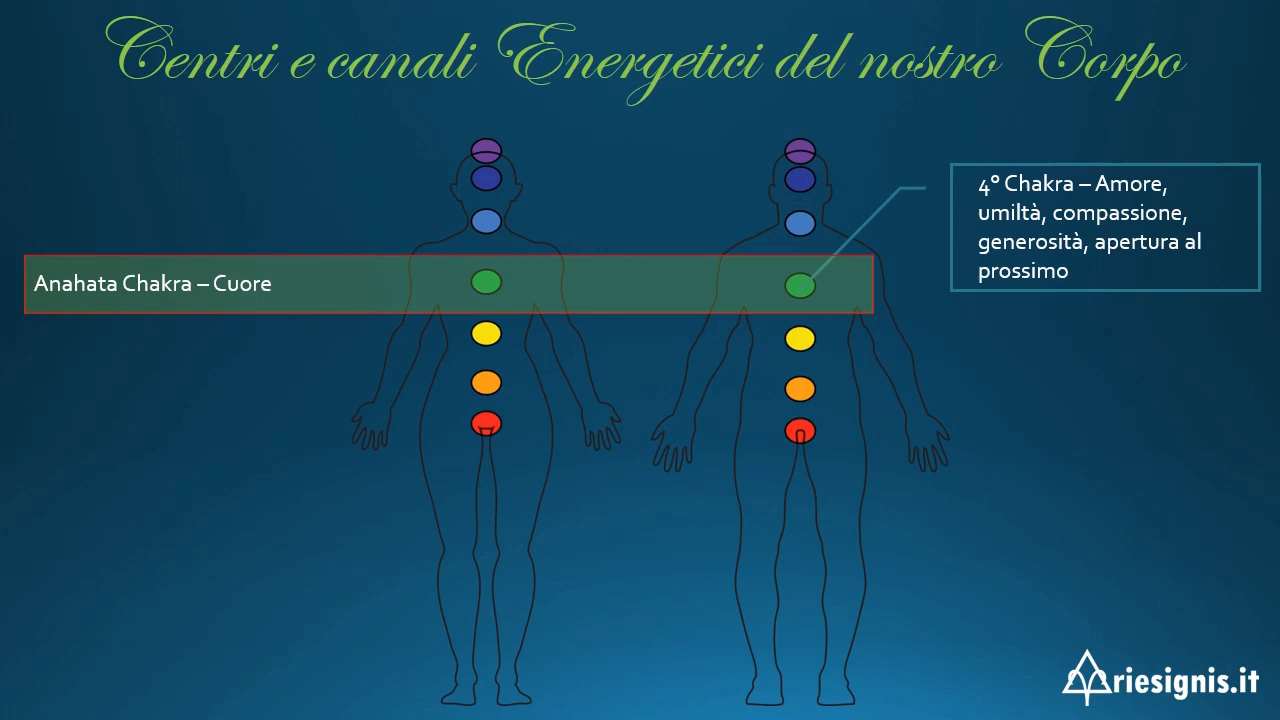 Centri e canali Energetici del nostro Corpo
4° Chakra – Amore,
umiltà, compassione,
generosità, apertura al
prossimo
Anahata Chakra – Cuore
riesignis.it